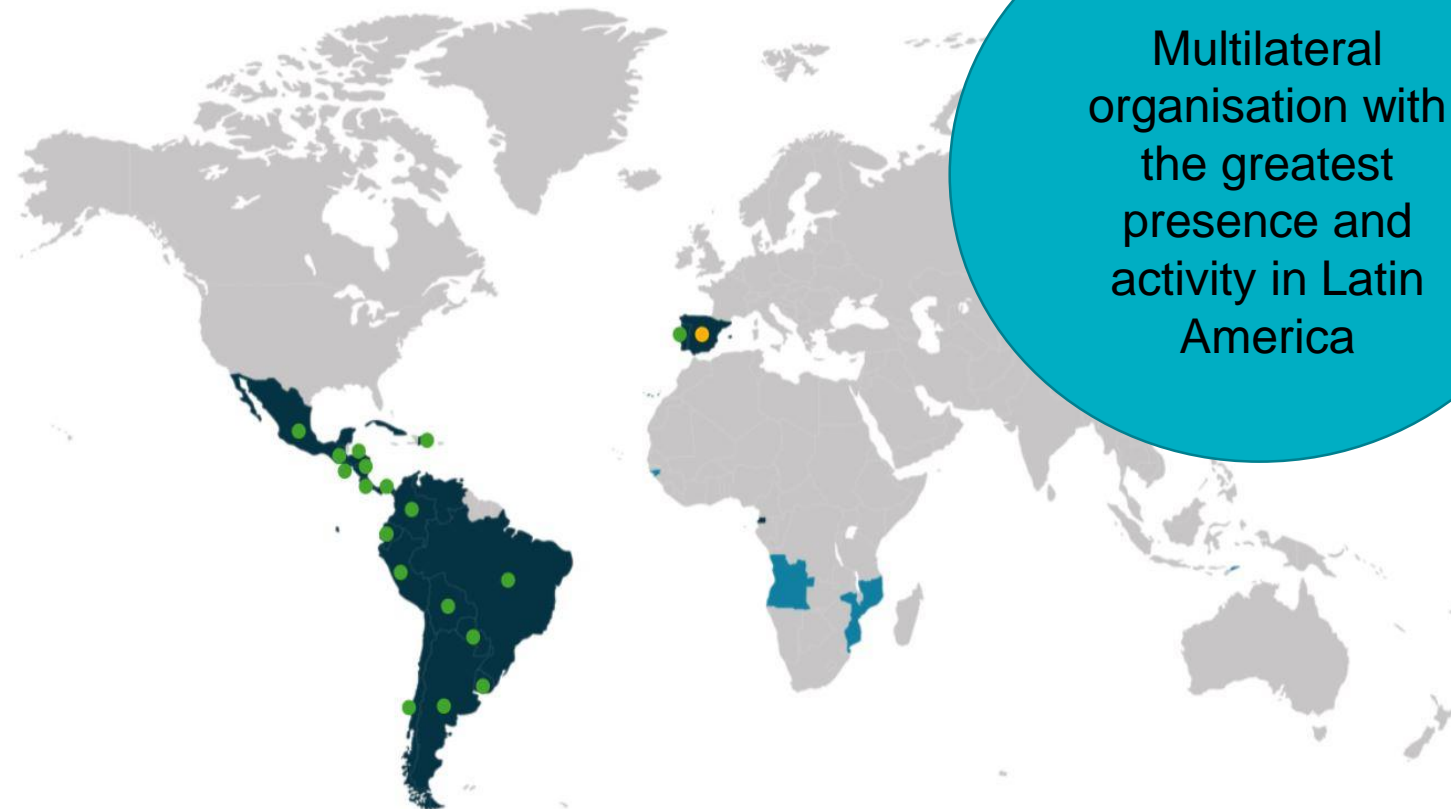 Multilateral
organisation with
the greatest
presence and
activity in Latin
America